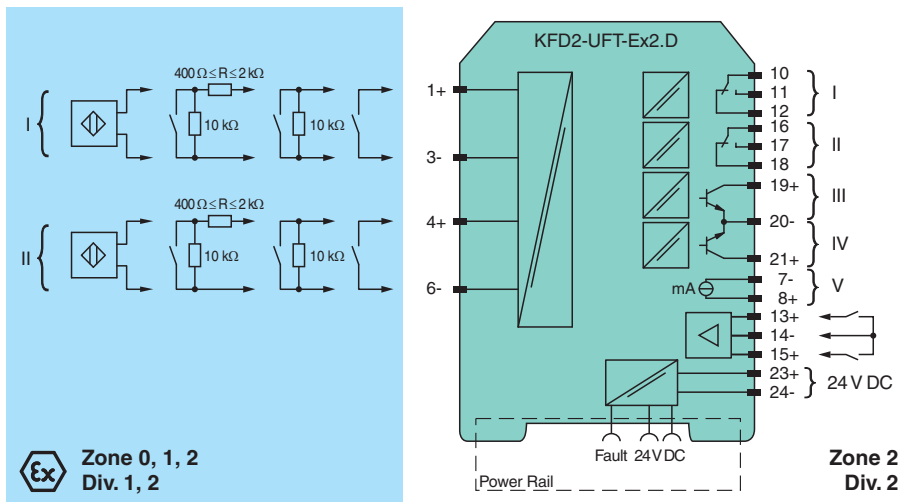 KFD2-UFT-Ex2.D
400 Ω ≤ R ≤ 2 kΩ
I
10 kΩ
10 kΩ
400 Ω ≤ R ≤ 2 kΩ
II
10 kΩ
10 kΩ
1+
3-
4+
6-
10
11
12
I
16
17
18
II
19+
III
20-
IV
21+
mA
7-
8+
V
13+
14-
15+
23+
24-
24 V DC
Fault 24 V DC
Power Rail
Ex
Zone 0, 1, 2
Div. 1, 2
Zone 2
Div. 2